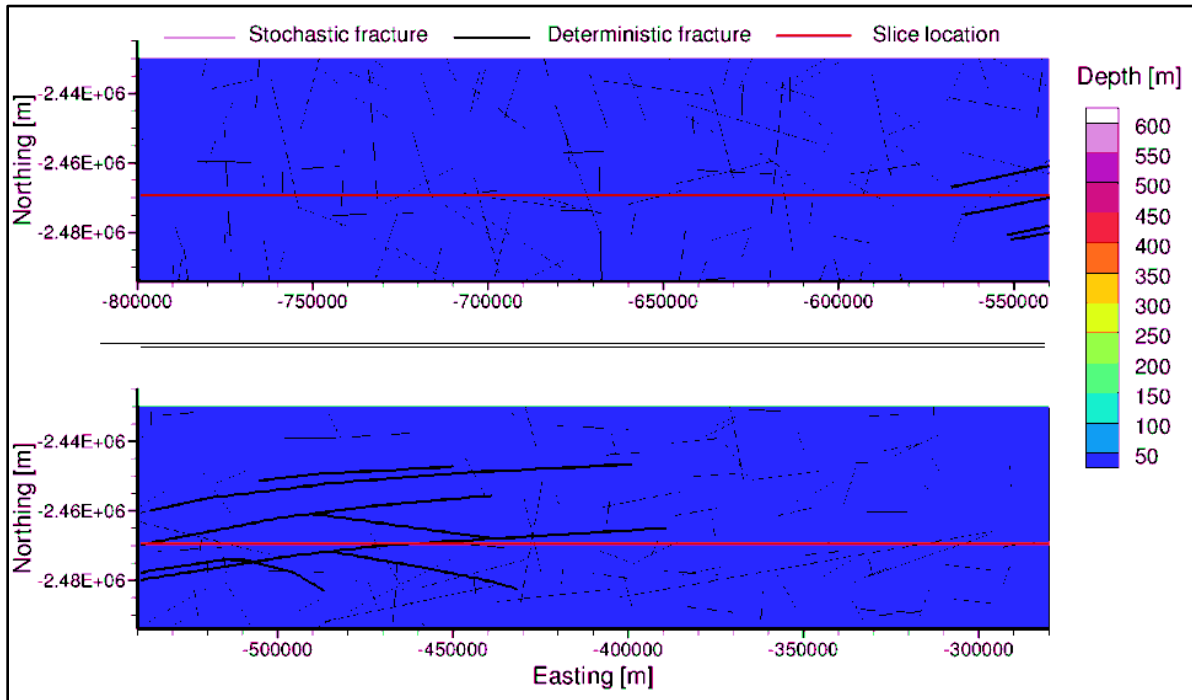 Stochastic fracture Deterministic fracture Slice location
Depth [m]
600
550
500
450
400
350
300
250
200
150
100
50
Northing [m]
-2.44E+06
-2.46E+06
-2.48E+06
-800000 -750000 -700000 -650000 -600000 -550000
Northing [m]
-2.44E+06
-2.46E+06
-2.48E+06
-500000 -450000 -400000 -350000 -300000
Easting [m]